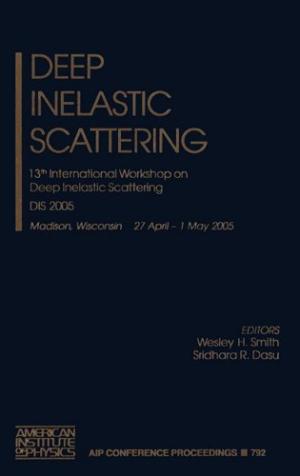 DEEP
INELASTIC
SCATTERING
13th International Workshop on
Deep Inelastic Scattering
DIS 2005
Madison, Wisconsin 27 April – 1 May 2005
EDITORS
Wesley H. Smith
Sridhara R. Dasu
AMERICAN
INSTITUTE
OF PHYSICS
AIP CONFERENCE PROCEEDINGS ■ 792